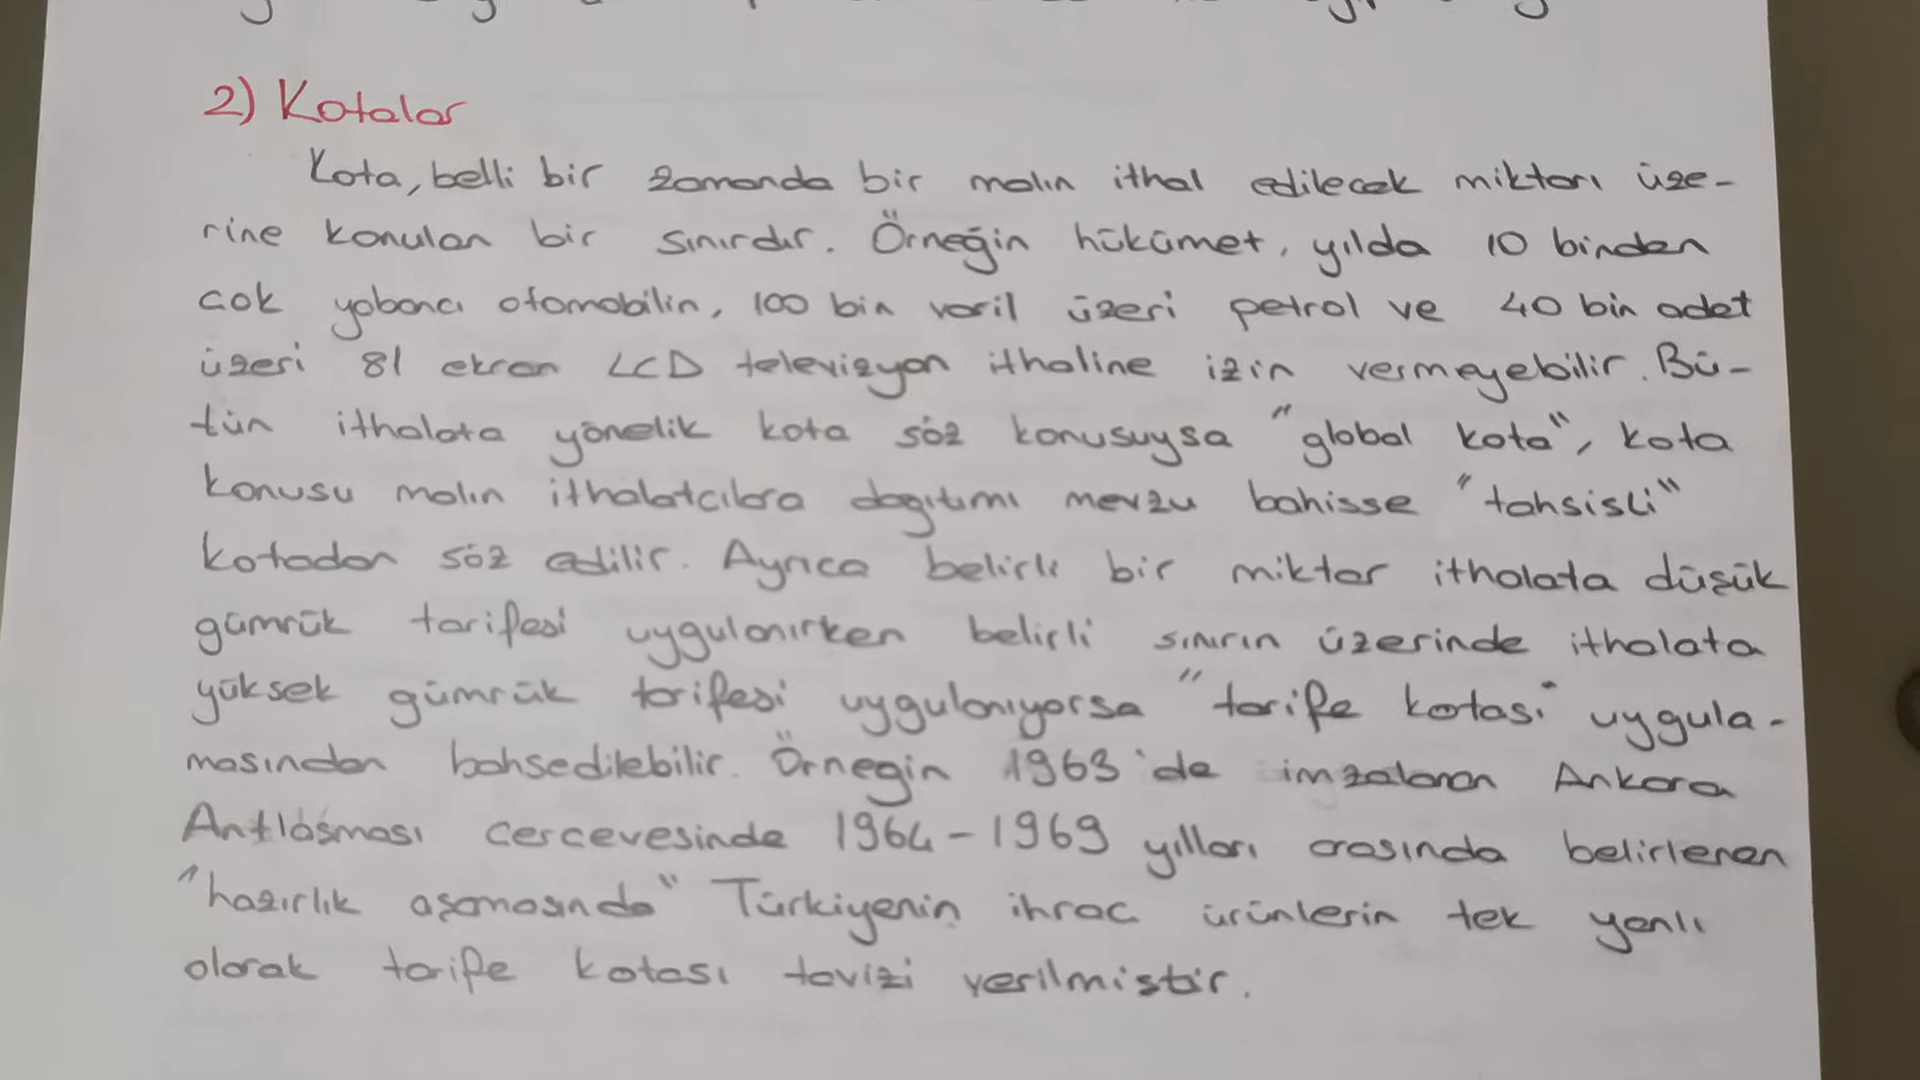 2) Kotalar
Kota, belli bir zamanda bir malın ithal edilecek miktarı üze-
rine konulan bir sınırdır. Örneğin hükümet, yılda 10 binden
çok yabancı otomobilin, 100 bin varil üzeri petrol ve 40 bin adet
üzeri 81 ekran LCD televizyon ithaline izin vermeyebilir. Bü-
tün ithalata yönelik kota söz konusuysa "global kota", kota
konusu malın ithalatcılara dagıtımı mevzu bahisse "tahsisli"
kotadan söz edilir. Ayrıca belirli bir miktar ithalata düşük
gümrük tarifesi uygulanırken belirli sınırın üzerinde ithalata
yüksek gümrük tarifesi uygulanıyorsa "tarife kotası" uygula-
masından bahsedilebilir. Örnegin 1963'de imzalanan Ankara
Antlaşması cercevesinde 1964-1969 yılları arasında belirlenen
"hazırlık aşamasında" Türkiyenin ihrac ürünlerin tek yanlı
olarak tarife kotası tavizi verilmistir.